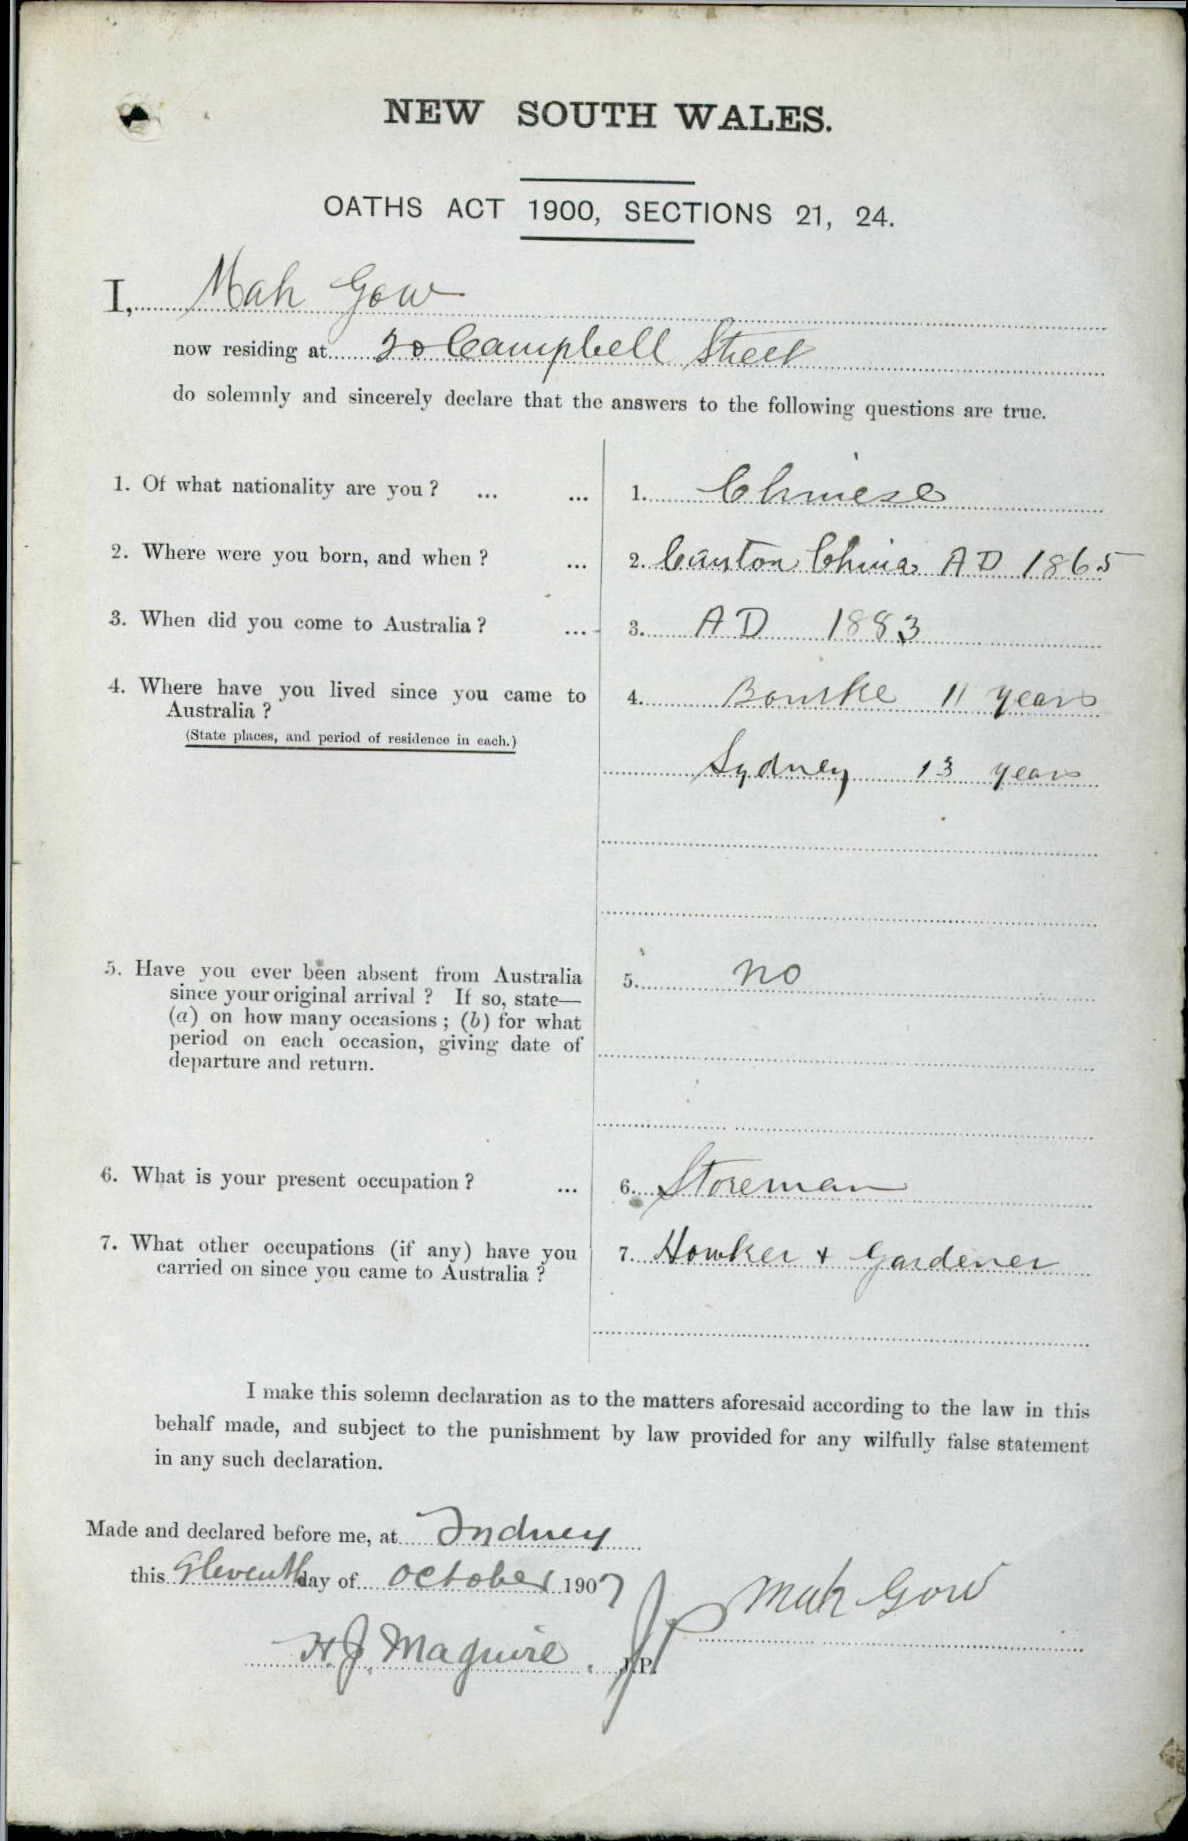 NEW SOUTH WALES.
OATHS ACT 1900, SECTIONS 21, 24.
I, Mah Gow
now residing at 20 Campbell Street
do solemnly and sincerely declare that the answers to the following questions are true.
1. Of what nationality are you ? ... ... 1. Chinese
2. Where were you born, and when ? ... 2. Canton China AD 1865
3. When did you come to Australia ? ... 3. AD 1883
4. Where have you lived since you came to 4. Bourke 11 years
Australia ?
(State places, and period of residence in each.)
Sydney 13 years
5. Have you ever been absent from Australia 5. no
since your original arrival ? If so, state—
(a) on how many occasions ; (b) for what
period on each occasion, giving date of
departure and return.
6. What is your present occupation ? ... 6. Storeman
7. What other occupations (if any) have you 7. Howker + Gardener
carried on since you came to Australia ?
I make this solemn declaration as to the matters aforesaid according to the law in this
behalf made, and subject to the punishment by law provided for any wilfully false statement
in any such declaration.
Made and declared before me, at Sydney
this Eleventh day of October 1907
Mah Gow
H. J. Maguire. JP J.P.